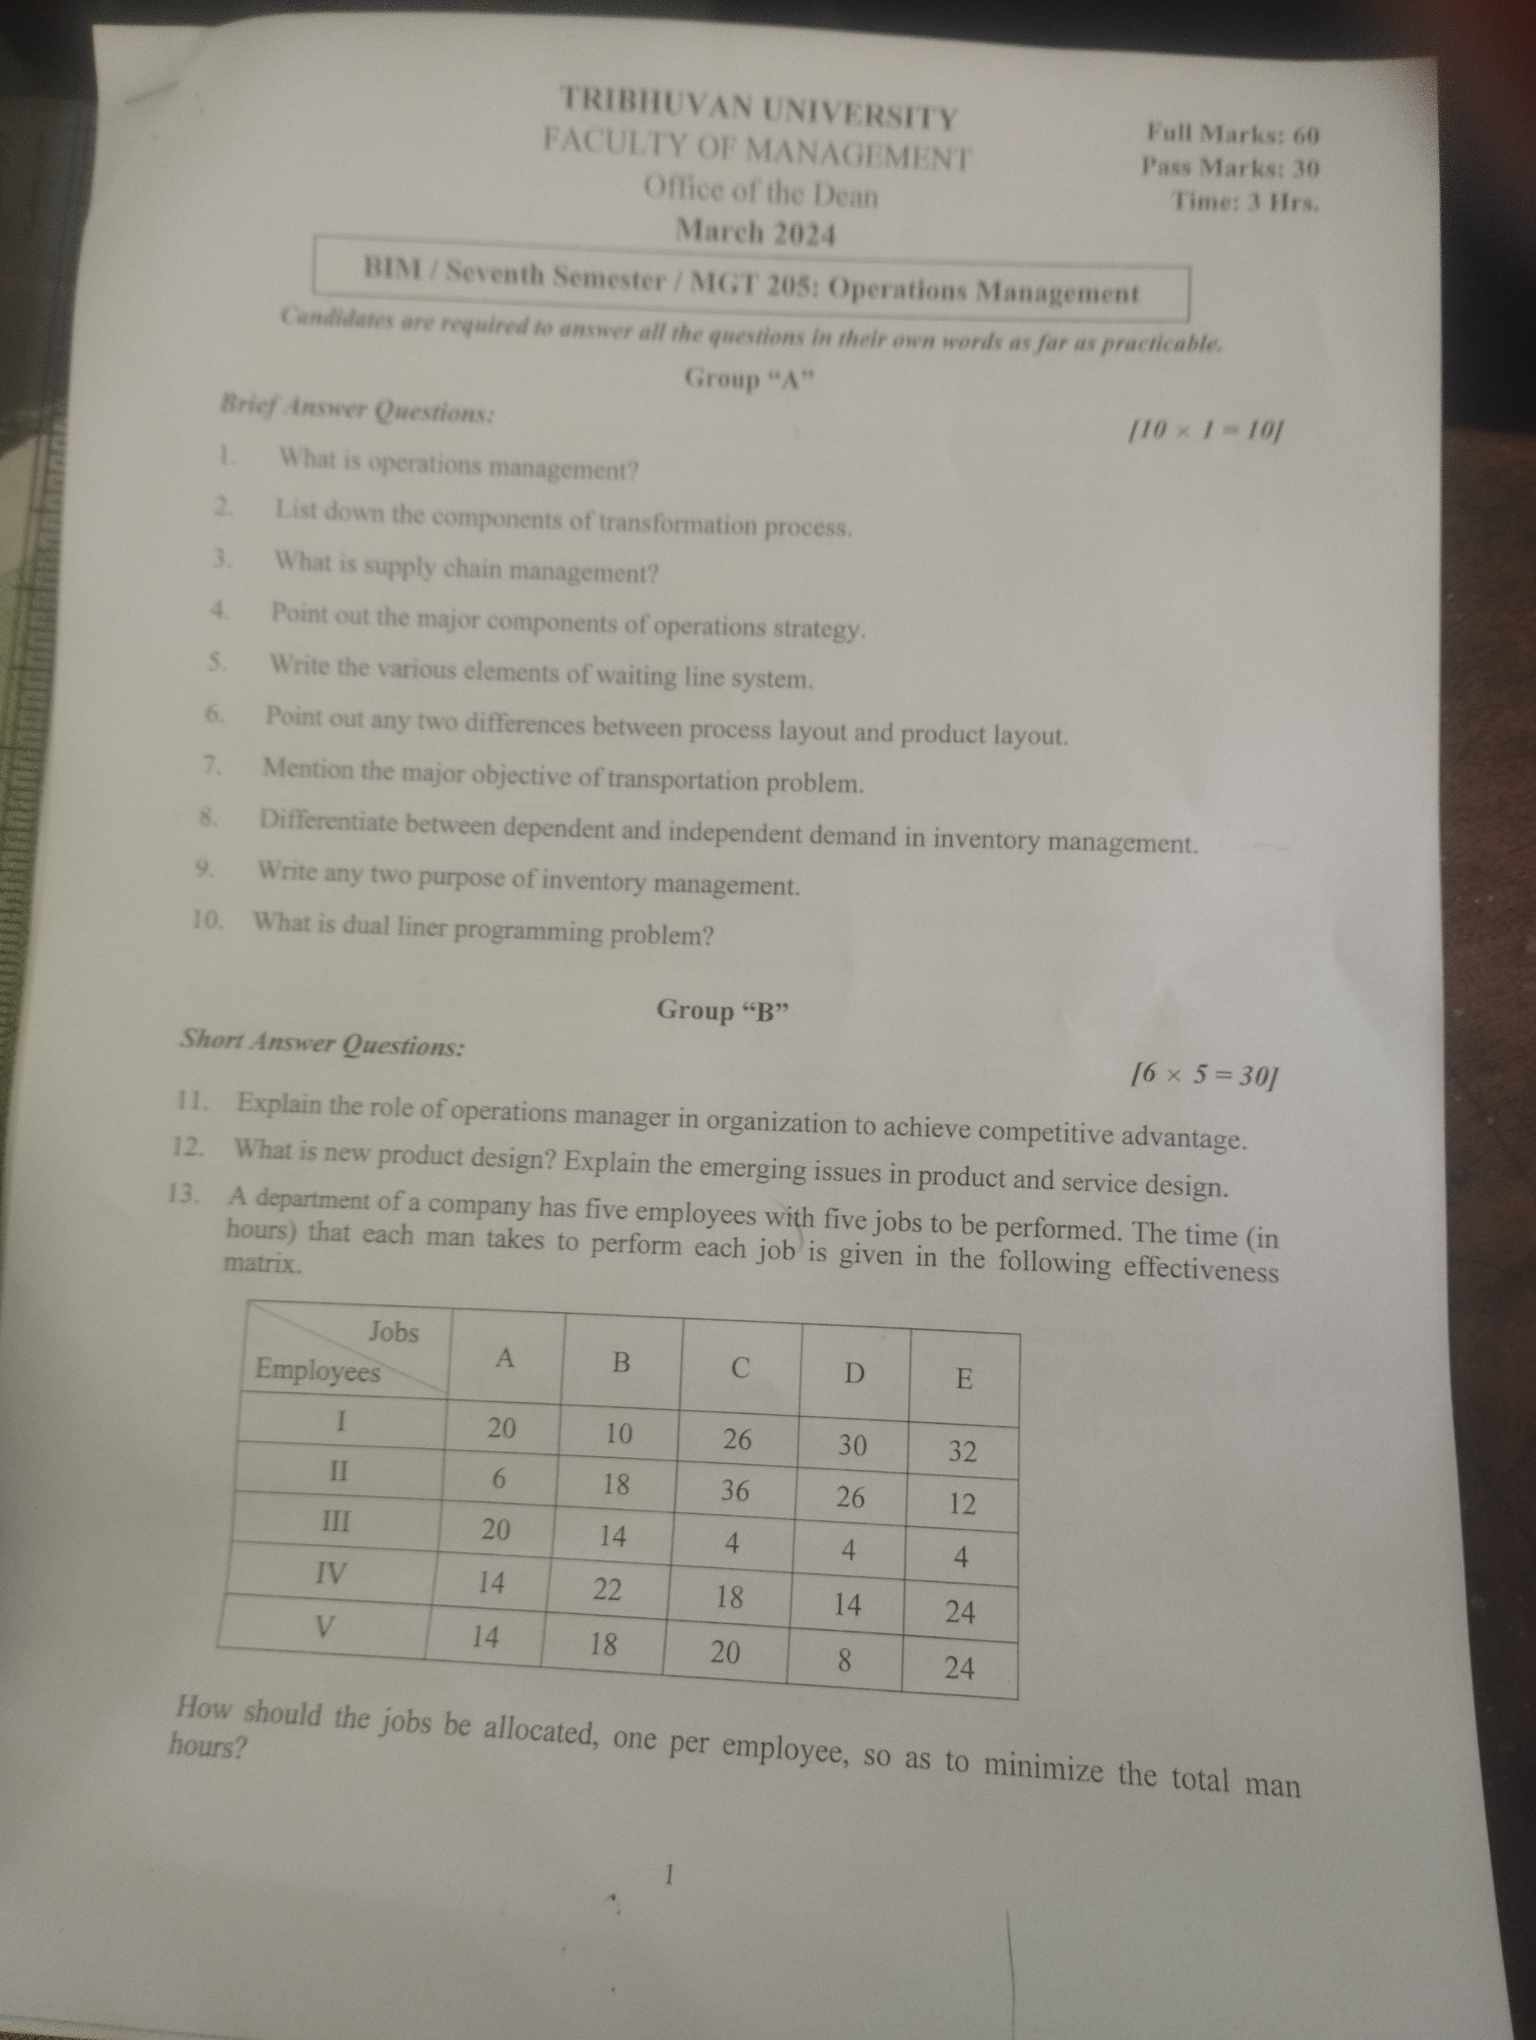 TRIBHUVAN UNIVERSITY
FACULTY OF MANAGEMENT
Office of the Dean
March 2024
Full Marks: 60
Pass Marks: 30
Time: 3 Hrs.
BIM / Seventh Semester / MGT 205: Operations Management
Candidates are required to answer all the questions in their own words as far as practicable.
Group “A”
Brief Answer Questions:
[10 × 1 = 10]
1. What is operations management?
2. List down the components of transformation process.
3. What is supply chain management?
4. Point out the major components of operations strategy.
5. Write the various elements of waiting line system.
6. Point out any two differences between process layout and product layout.
7. Mention the major objective of transportation problem.
8. Differentiate between dependent and independent demand in inventory management.
9. Write any two purpose of inventory management.
10. What is dual liner programming problem?
Group “B”
Short Answer Questions:
[6 × 5 = 30]
11. Explain the role of operations manager in organization to achieve competitive advantage.
12. What is new product design? Explain the emerging issues in product and service design.
13. A department of a company has five employees with five jobs to be performed. The time (in
hours) that each man takes to perform each job is given in the following effectiveness
matrix.
Jobs
Employees A B C D E
I 20 10 26 30 32
II 6 18 36 26 12
III 20 14 4 4 4
IV 14 22 18 14 24
V 14 18 20 8 24
How should the jobs be allocated, one per employee, so as to minimize the total man
hours?
1